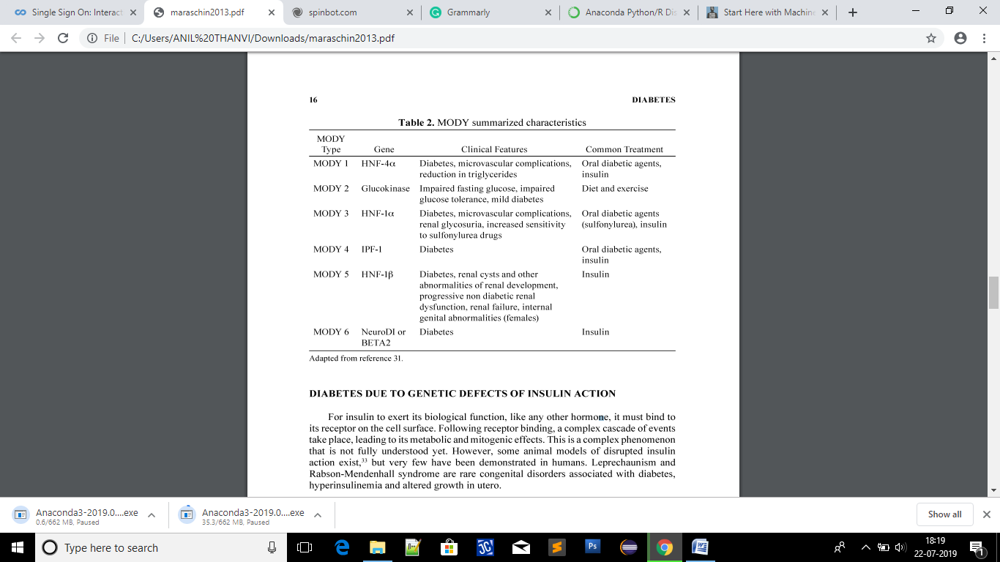 Single Sign On: Interact
maraschin2013.pdf
spinbot.com
Grammarly
Anaconda Python/R Dis
Start Here with Machine
File C:/Users/ANIL%20THANVI/Downloads/maraschin2013.pdf
16 DIABETES
Table 2. MODY summarized characteristics
MODY
Type Gene Clinical Features Common Treatment
MODY 1 HNF-4α Diabetes, microvascular complications, Oral diabetic agents,
reduction in triglycerides insulin
MODY 2 Glucokinase Impaired fasting glucose, impaired Diet and exercise
glucose tolerance, mild diabetes
MODY 3 HNF-1α Diabetes, microvascular complications, Oral diabetic agents
renal glycosuria, increased sensitivity (sulfonylurea), insulin
to sulfonylurea drugs
MODY 4 IPF-1 Diabetes Oral diabetic agents,
insulin
MODY 5 HNF-1β Diabetes, renal cysts and other Insulin
abnormalities of renal development,
progressive non diabetic renal
dysfunction, renal failure, internal
genital abnormalities (females)
MODY 6 NeuroDI or Diabetes Insulin
BETA2
Adapted from reference 31.
DIABETES DUE TO GENETIC DEFECTS OF INSULIN ACTION
For insulin to exert its biological function, like any other hormone, it must bind to
its receptor on the cell surface. Following receptor binding, a complex cascade of events
take place, leading to its metabolic and mitogenic effects. This is a complex phenomenon
that is not fully understood yet. However, some animal models of disrupted insulin
action exist,33 but very few have been demonstrated in humans. Leprechaunism and
Rabson-Mendenhall syndrome are rare congenital disorders associated with diabetes,
hyperinsulinemia and altered growth in utero.
Anaconda3-2019.0....exe
0.6/662 MB, Paused
Anaconda3-2019.0....exe
35.3/662 MB, Paused
Show all
Type here to search
Ps
18:19
22-07-2019
1